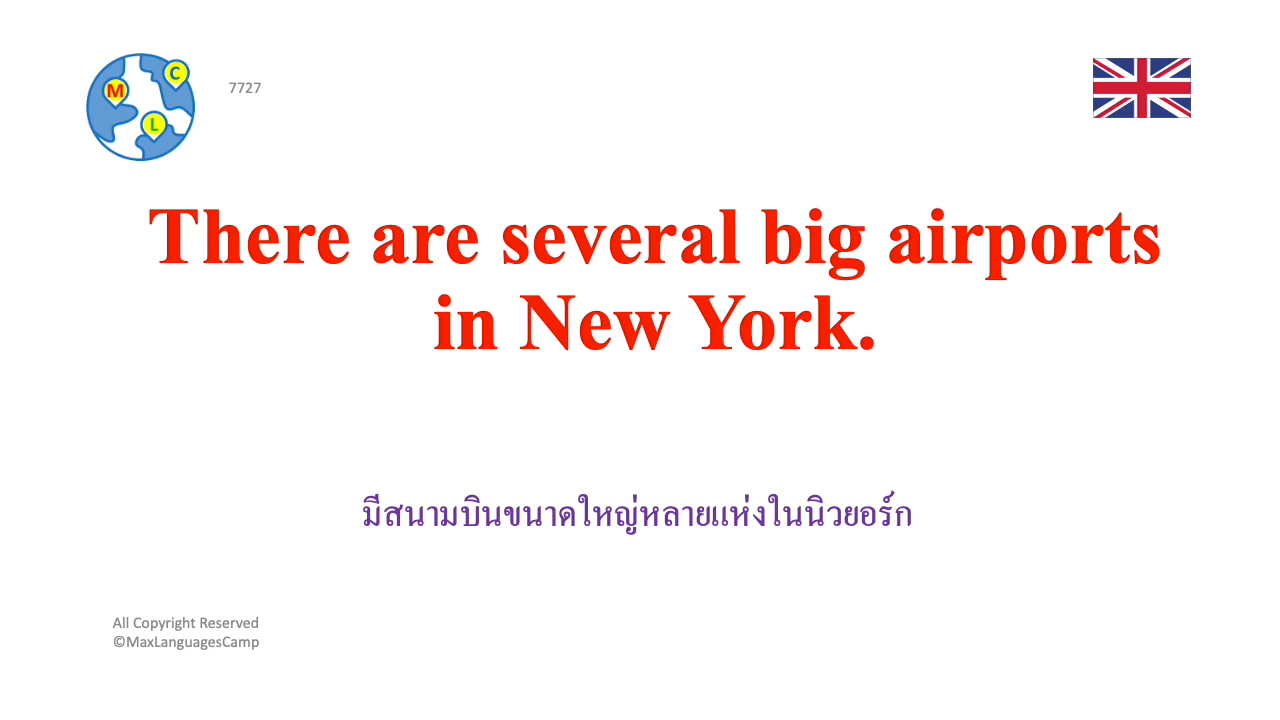 M
C
L
7727
There are several big airports
in New York.
มีสนามบินขนาดใหญ่หลายแห่งในนิวยอร์ก
All Copyright Reserved
©MaxLanguagesCamp